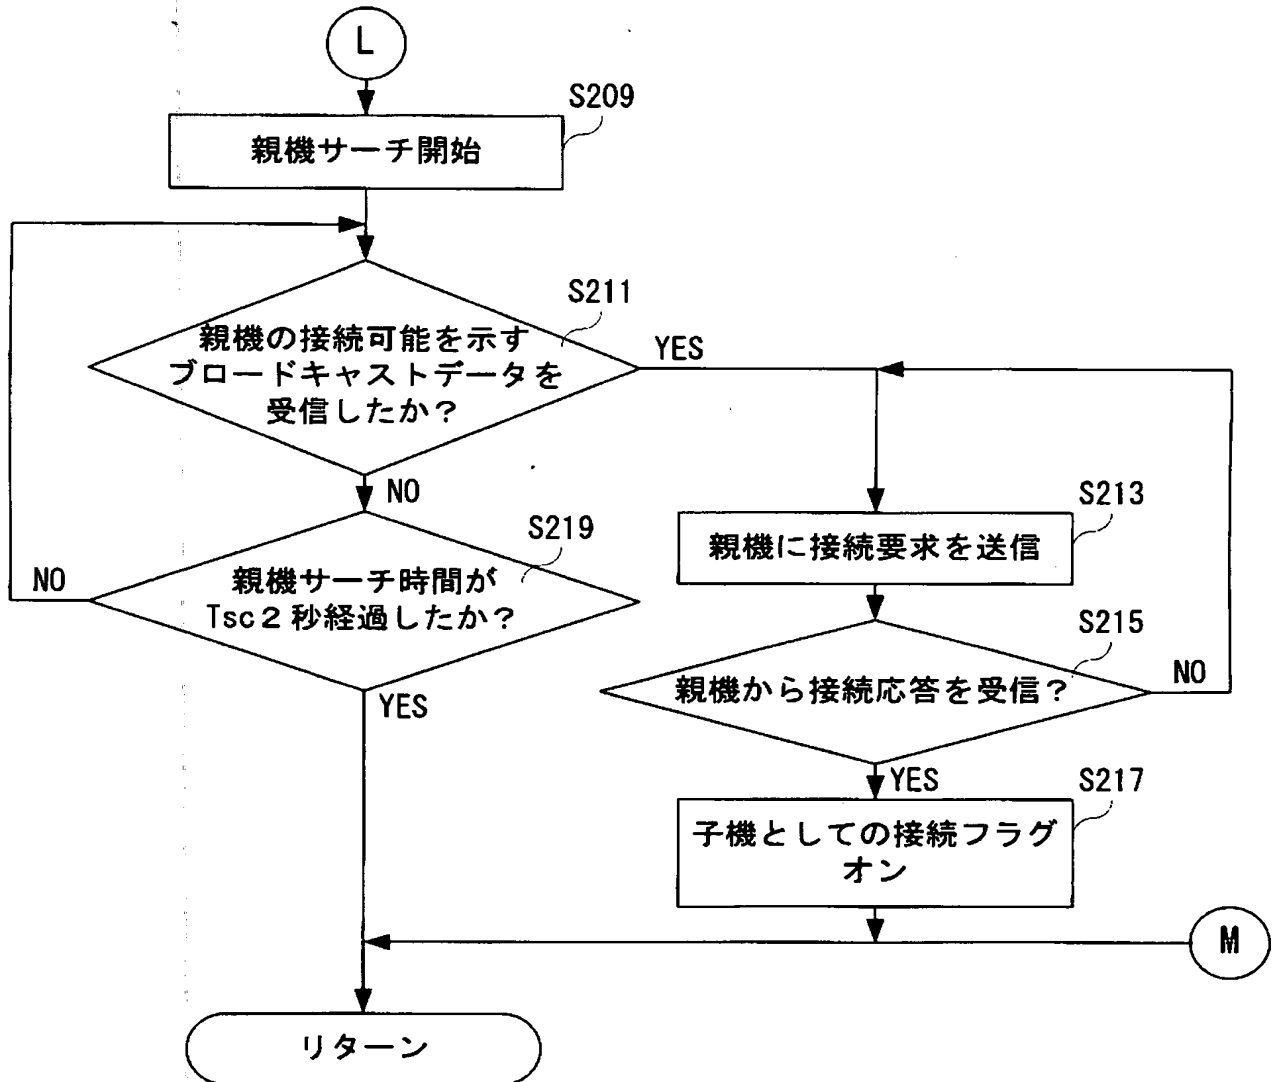 L
S209
親機サーチ開始
S211
親機の接続可能を示す
ブロードキャストデータを
受信したか？
YES
NO
S219
親機サーチ時間が
Tsc２秒経過したか？
NO
YES
S213
親機に接続要求を送信
S215
親機から接続応答を受信？
NO
YES
S217
子機としての接続フラグ
オン
M
リターン